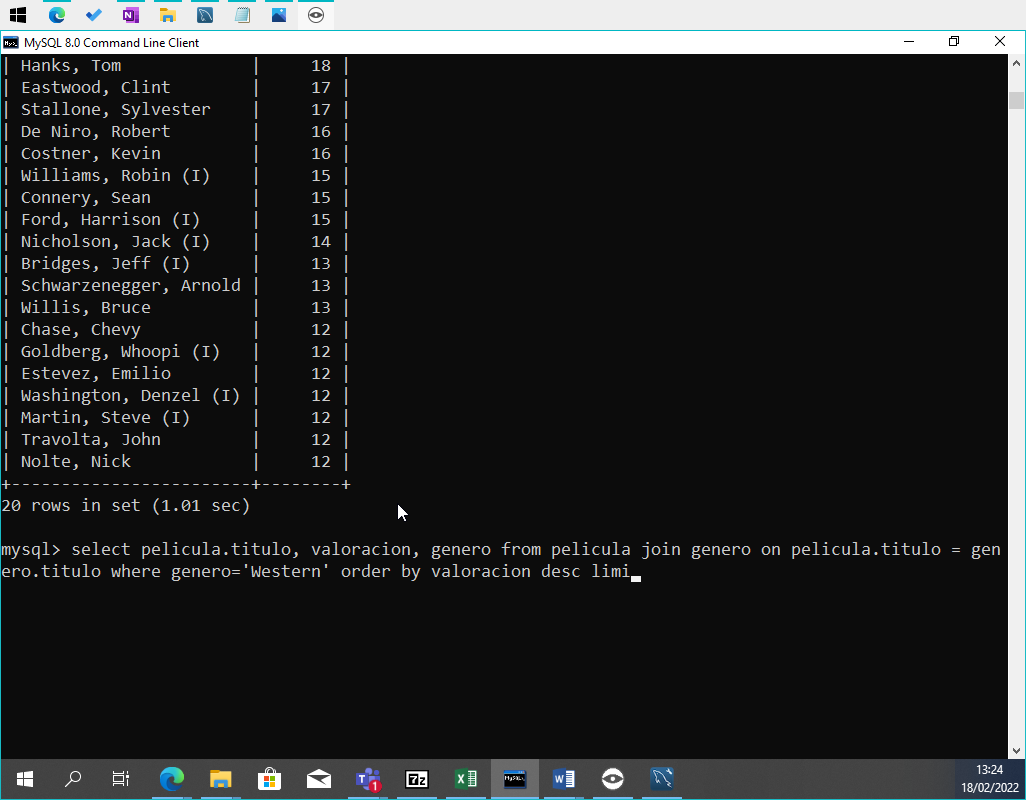 MySQL 8.0 Command Line Client
| Hanks, Tom | 18 |
| Eastwood, Clint | 17 |
| Stallone, Sylvester | 17 |
| De Niro, Robert | 16 |
| Costner, Kevin | 16 |
| Williams, Robin (I) | 15 |
| Connery, Sean | 15 |
| Ford, Harrison (I) | 15 |
| Nicholson, Jack (I) | 14 |
| Bridges, Jeff (I) | 13 |
| Schwarzenegger, Arnold | 13 |
| Willis, Bruce | 13 |
| Chase, Chevy | 12 |
| Goldberg, Whoopi (I) | 12 |
| Estevez, Emilio | 12 |
| Washington, Denzel (I) | 12 |
| Martin, Steve (I) | 12 |
| Travolta, John | 12 |
| Nolte, Nick | 12 |
+------------------------+--------+
20 rows in set (1.01 sec)
mysql> select pelicula.titulo, valoracion, genero from pelicula join genero on pelicula.titulo = gen
ero.titulo where genero='Western' order by valoracion desc limi
1
7z
MySQL
13:24
18/02/2022